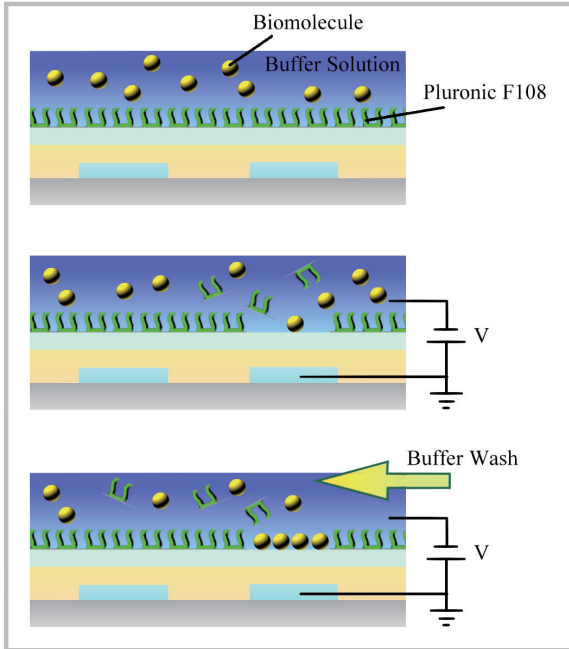 Biomolecule
Buffer Solution
Pluronic F108
V
Buffer Wash
V